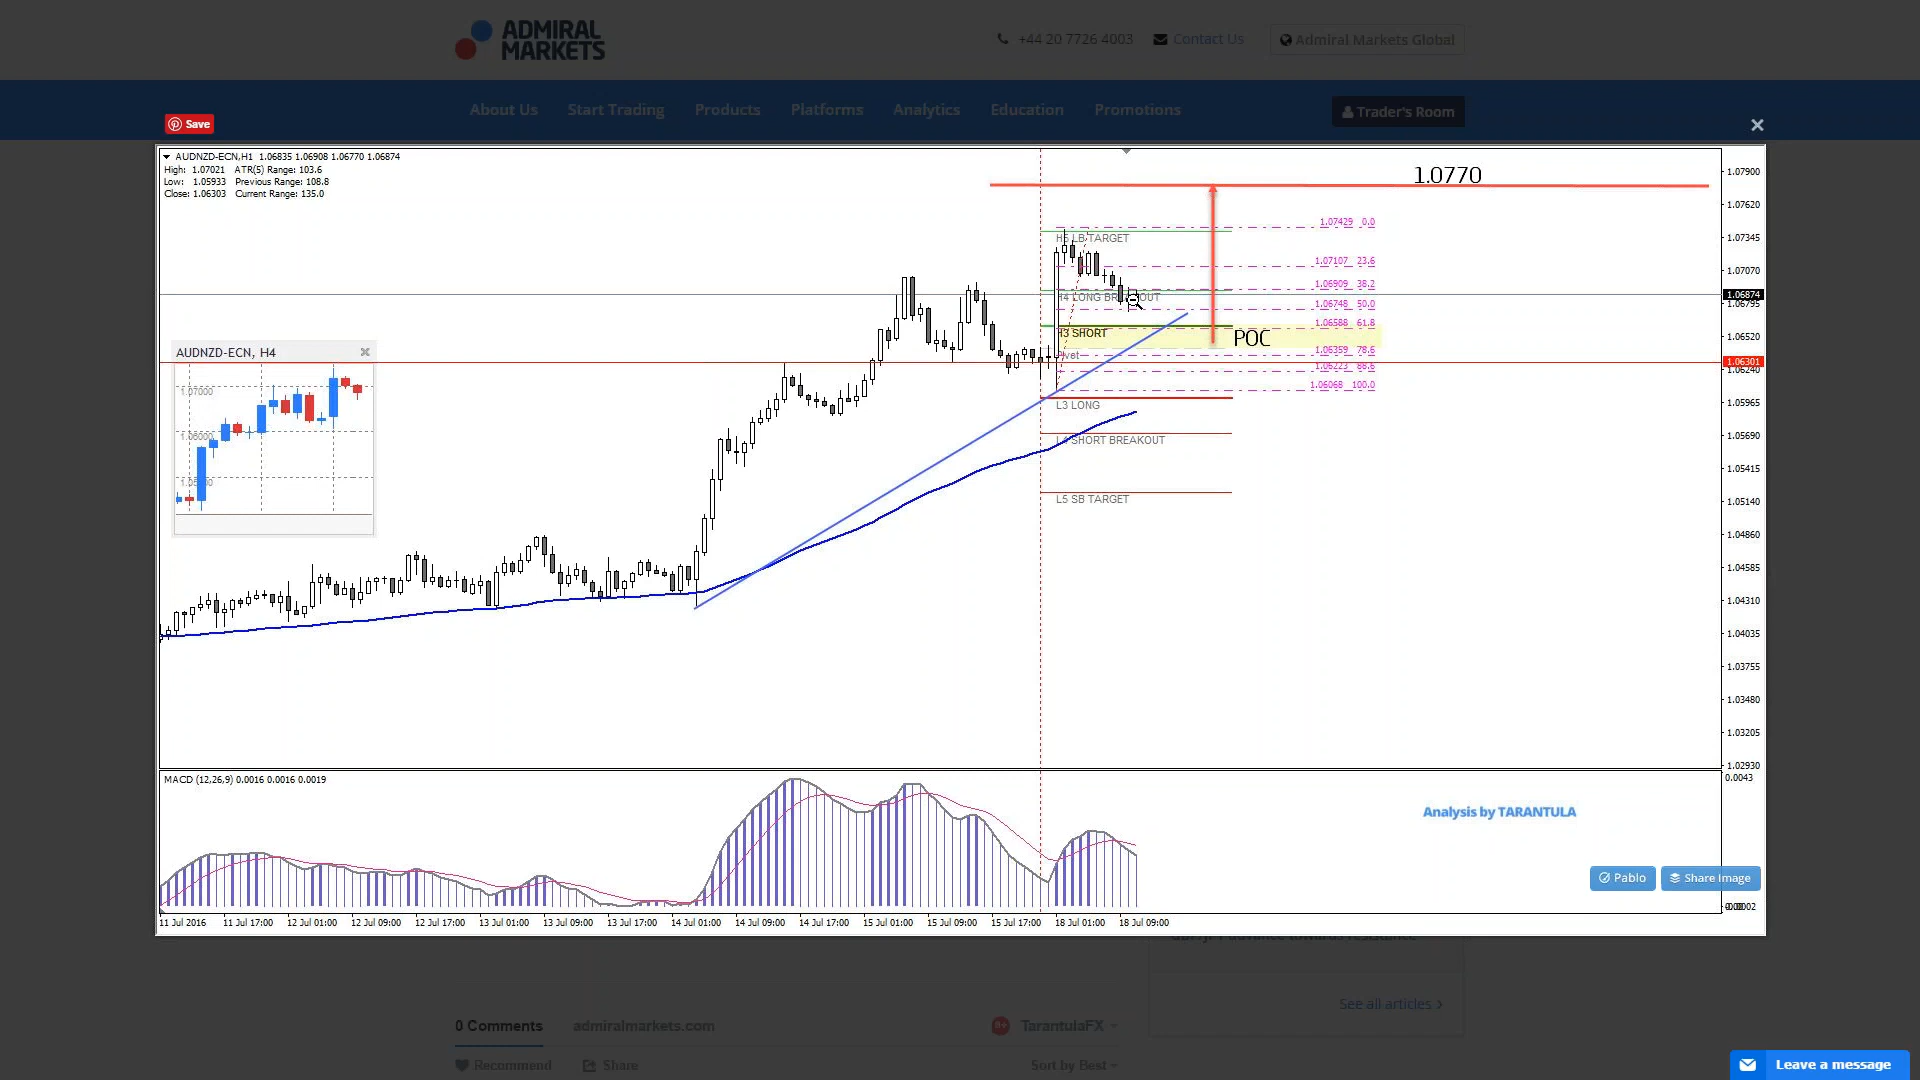 ADMIRAL
MARKETS
+44 20 7726 4003
Contact Us
Admiral Markets Global
About Us
Start Trading
Products
Platforms
Analytics
Education
Promotions
Trader's Room
Save
AUDNZD-ECN,H1 1.06835 1.06908 1.06770 1.06874
High: 1.07021 ATR(5) Range: 103.6
Low: 1.05933 Previous Range: 108.8
Close: 1.06303 Current Range: 135.0
1.0770
1.07900
1.07620
1.07345
1.07070
1.06874
1.06795
1.06520
1.06301
1.06240
1.05965
1.05690
1.05415
1.05140
1.04860
1.04585
1.04310
1.04035
1.03755
1.03480
1.03205
1.02930
1.07429 0.0
H5 LB TARGET
1.07107 23.6
1.06909 38.2
H4 LONG BREAKOUT
1.06748 50.0
1.06588 61.8
H3 SHORT
POC
1.06359 78.6
Pivot
1.06223 88.6
1.06068 100.0
L3 LONG
L4 SHORT BREAKOUT
L5 SB TARGET
AUDNZD-ECN, H4
1.07000
1.06000
MACD (12,26,9) 0.0016 0.0016 0.0019
0.0043
Analysis by TARANTULA
Pablo
Share Image
11 Jul 2016
11 Jul 17:00
12 Jul 01:00
12 Jul 09:00
12 Jul 17:00
13 Jul 01:00
13 Jul 09:00
13 Jul 17:00
14 Jul 01:00
14 Jul 09:00
14 Jul 17:00
15 Jul 01:00
15 Jul 09:00
15 Jul 17:00
18 Jul 01:00
18 Jul 09:00
See all articles
0 Comments
admiralmarkets.com
9+
TarantulaFX
Recommend
Share
Sort by Best
Leave a message